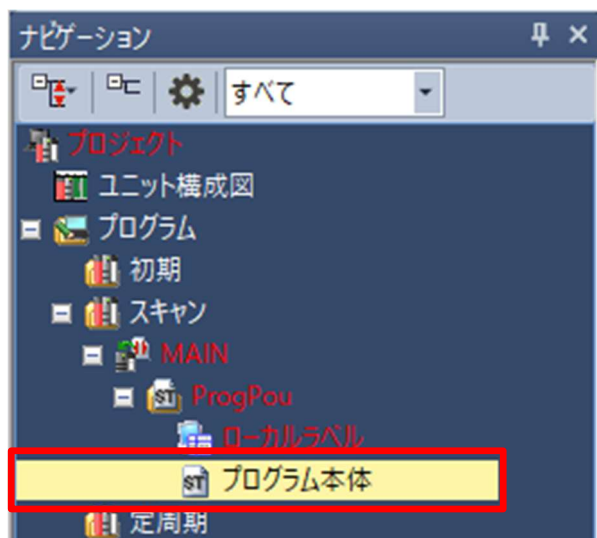 ナビゲーション
すべて
プロジェクト
ユニット構成図
プログラム
初期
スキャン
MAIN
ST ProgPou
ローカルラベル
ST プログラム本体
定周期